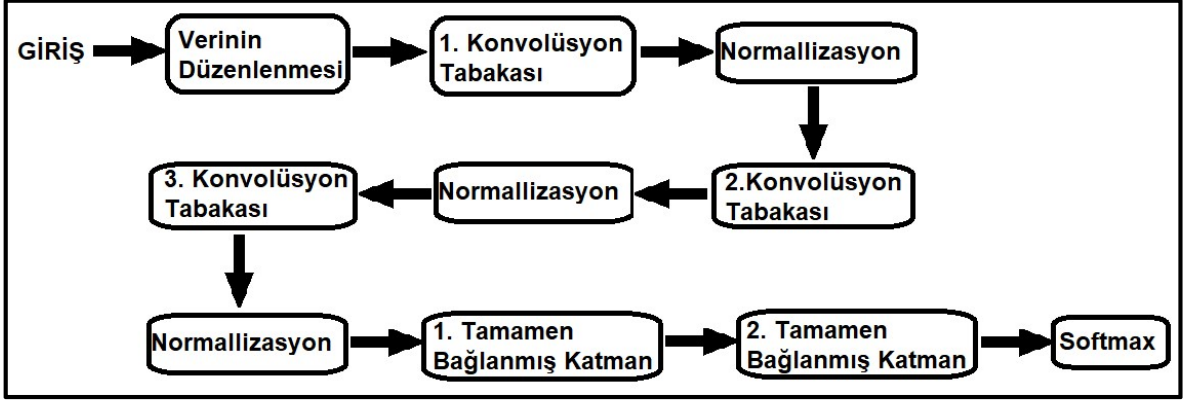 GİRİŞ
Verinin
Düzenlenmesi
1. Konvolüsyon
Tabakası
Normallizasyon
2.Konvolüsyon
Tabakası
Normallizasyon
3. Konvolüsyon
Tabakası
Normallizasyon
1. Tamamen
Bağlanmış Katman
2. Tamamen
Bağlanmış Katman
Softmax